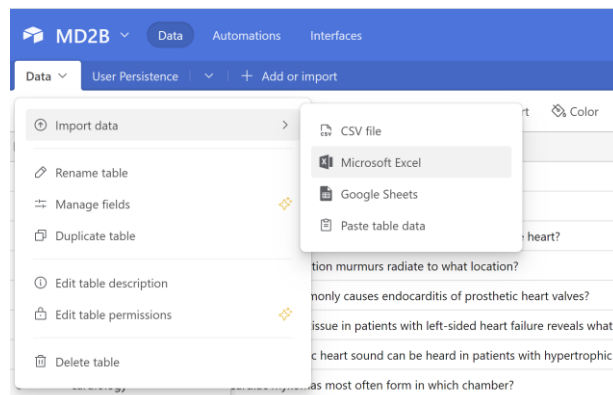 MD2B Data Automations Interfaces
Data User Persistence + Add or import
Import data
Rename table
Manage fields
Duplicate table
Edit table description
Edit table permissions
Delete table
CSV file
Microsoft Excel
Google Sheets
Paste table data
Color
heart?
tion murmurs radiate to what location?
monly causes endocarditis of prosthetic heart valves?
issue in patients with left-sided heart failure reveals what
c heart sound can be heard in patients with hypertrophic
as most often form in which chamber?